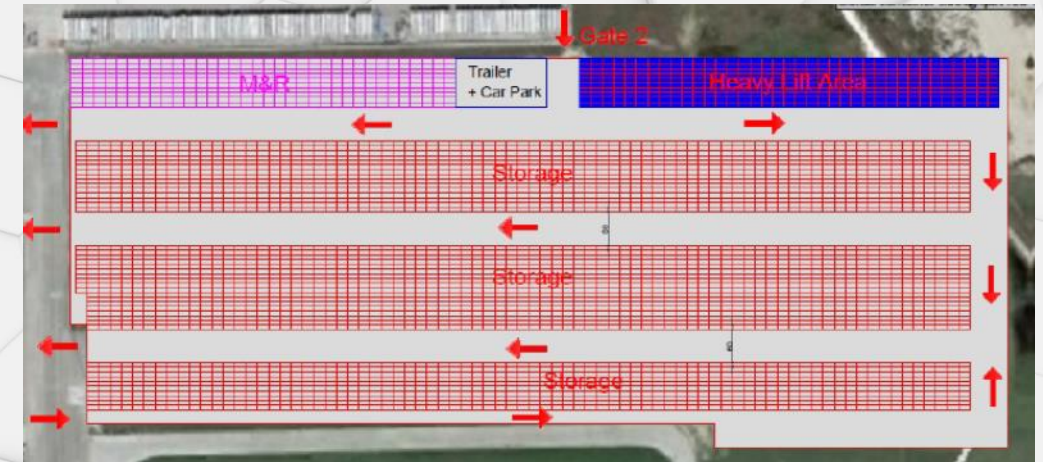 Gate 2
M&R
Trailer
+ Car Park
Heavy Lift Area
Storage
Storage
Storage